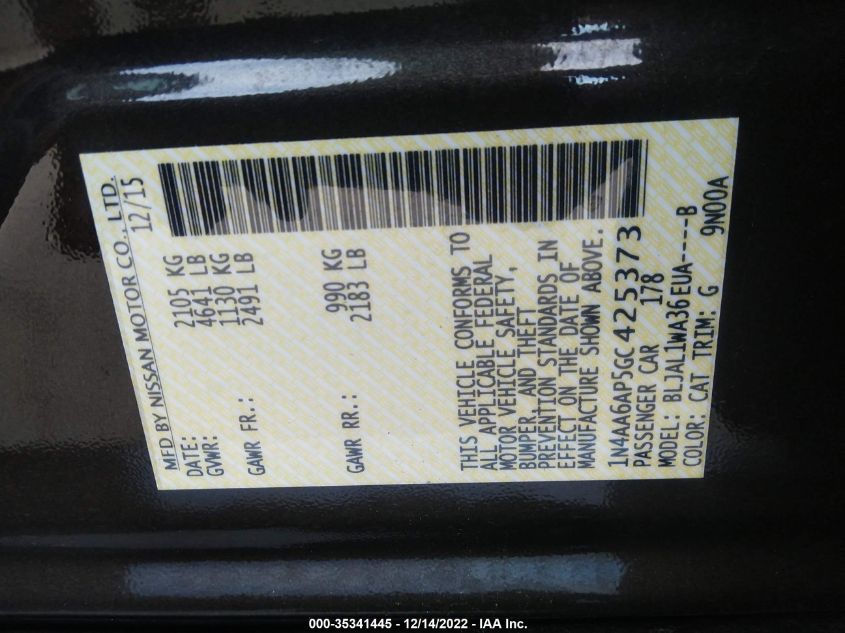 MFD BY NISSAN MOTOR CO., LTD.
DATE: 12/15
GVWR: 2105 KG
4641 LB
GAWR FR.: 1130 KG
2491 LB
GAWR RR.: 990 KG
2183 LB
THIS VEHICLE CONFORMS TO
ALL APPLICABLE FEDERAL
MOTOR VEHICLE SAFETY,
BUMPER, AND THEFT
PREVENTION STANDARDS IN
EFFECT ON THE DATE OF
MANUFACTURE SHOWN ABOVE.
1N4AA6AP5GC425373
PASSENGER CAR 178
MODEL: BLJAL1WA36EUA----B
COLOR: CAT TRIM: G 9N00A
000-35341445 - 12/14/2022 - IAA Inc.